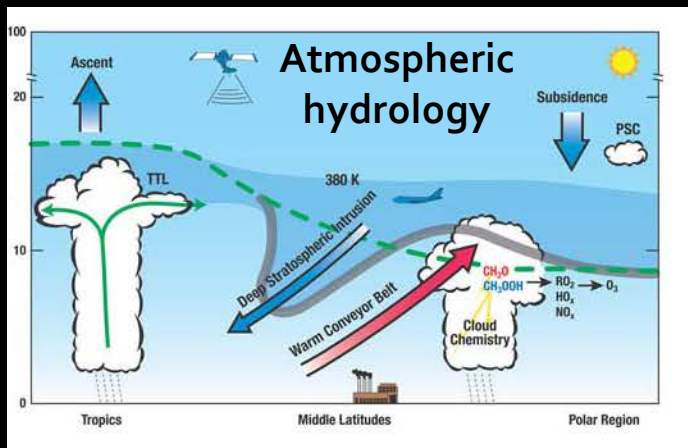 100
Ascent
Atmospheric
hydrology
20
Subsidence
PSC
TTL
380 K
10
Deep Stratospheric Intrusion
Warm Conveyor Belt
CH₂O
CH₃OOH
RO₂
O₃
HOₓ
NOₓ
Cloud
Chemistry
0
Tropics
Middle Latitudes
Polar Region